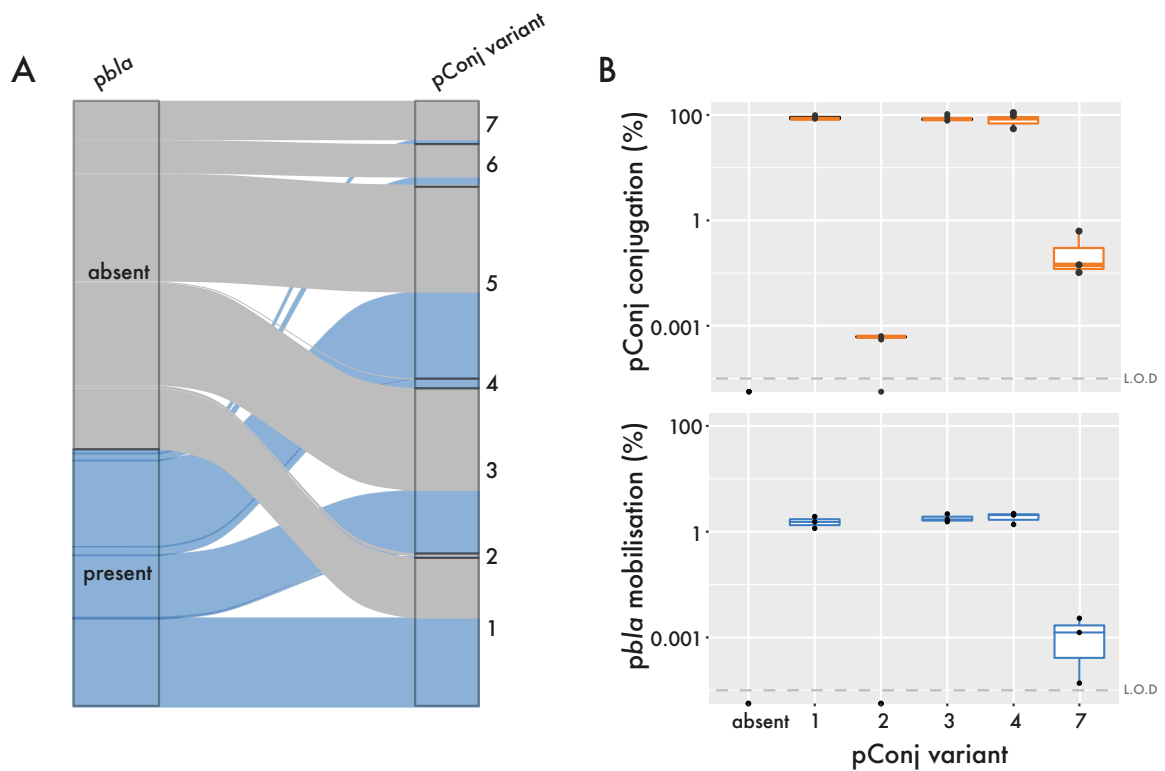 A
pbla
pConj variant
absent
present
7
6
5
4
3
2
1
B
pConj conjugation (%)
100
1
0.001
L.O.D
pbla mobilisation (%)
100
1
0.001
L.O.D
absent 1 2 3 4 7
pConj variant